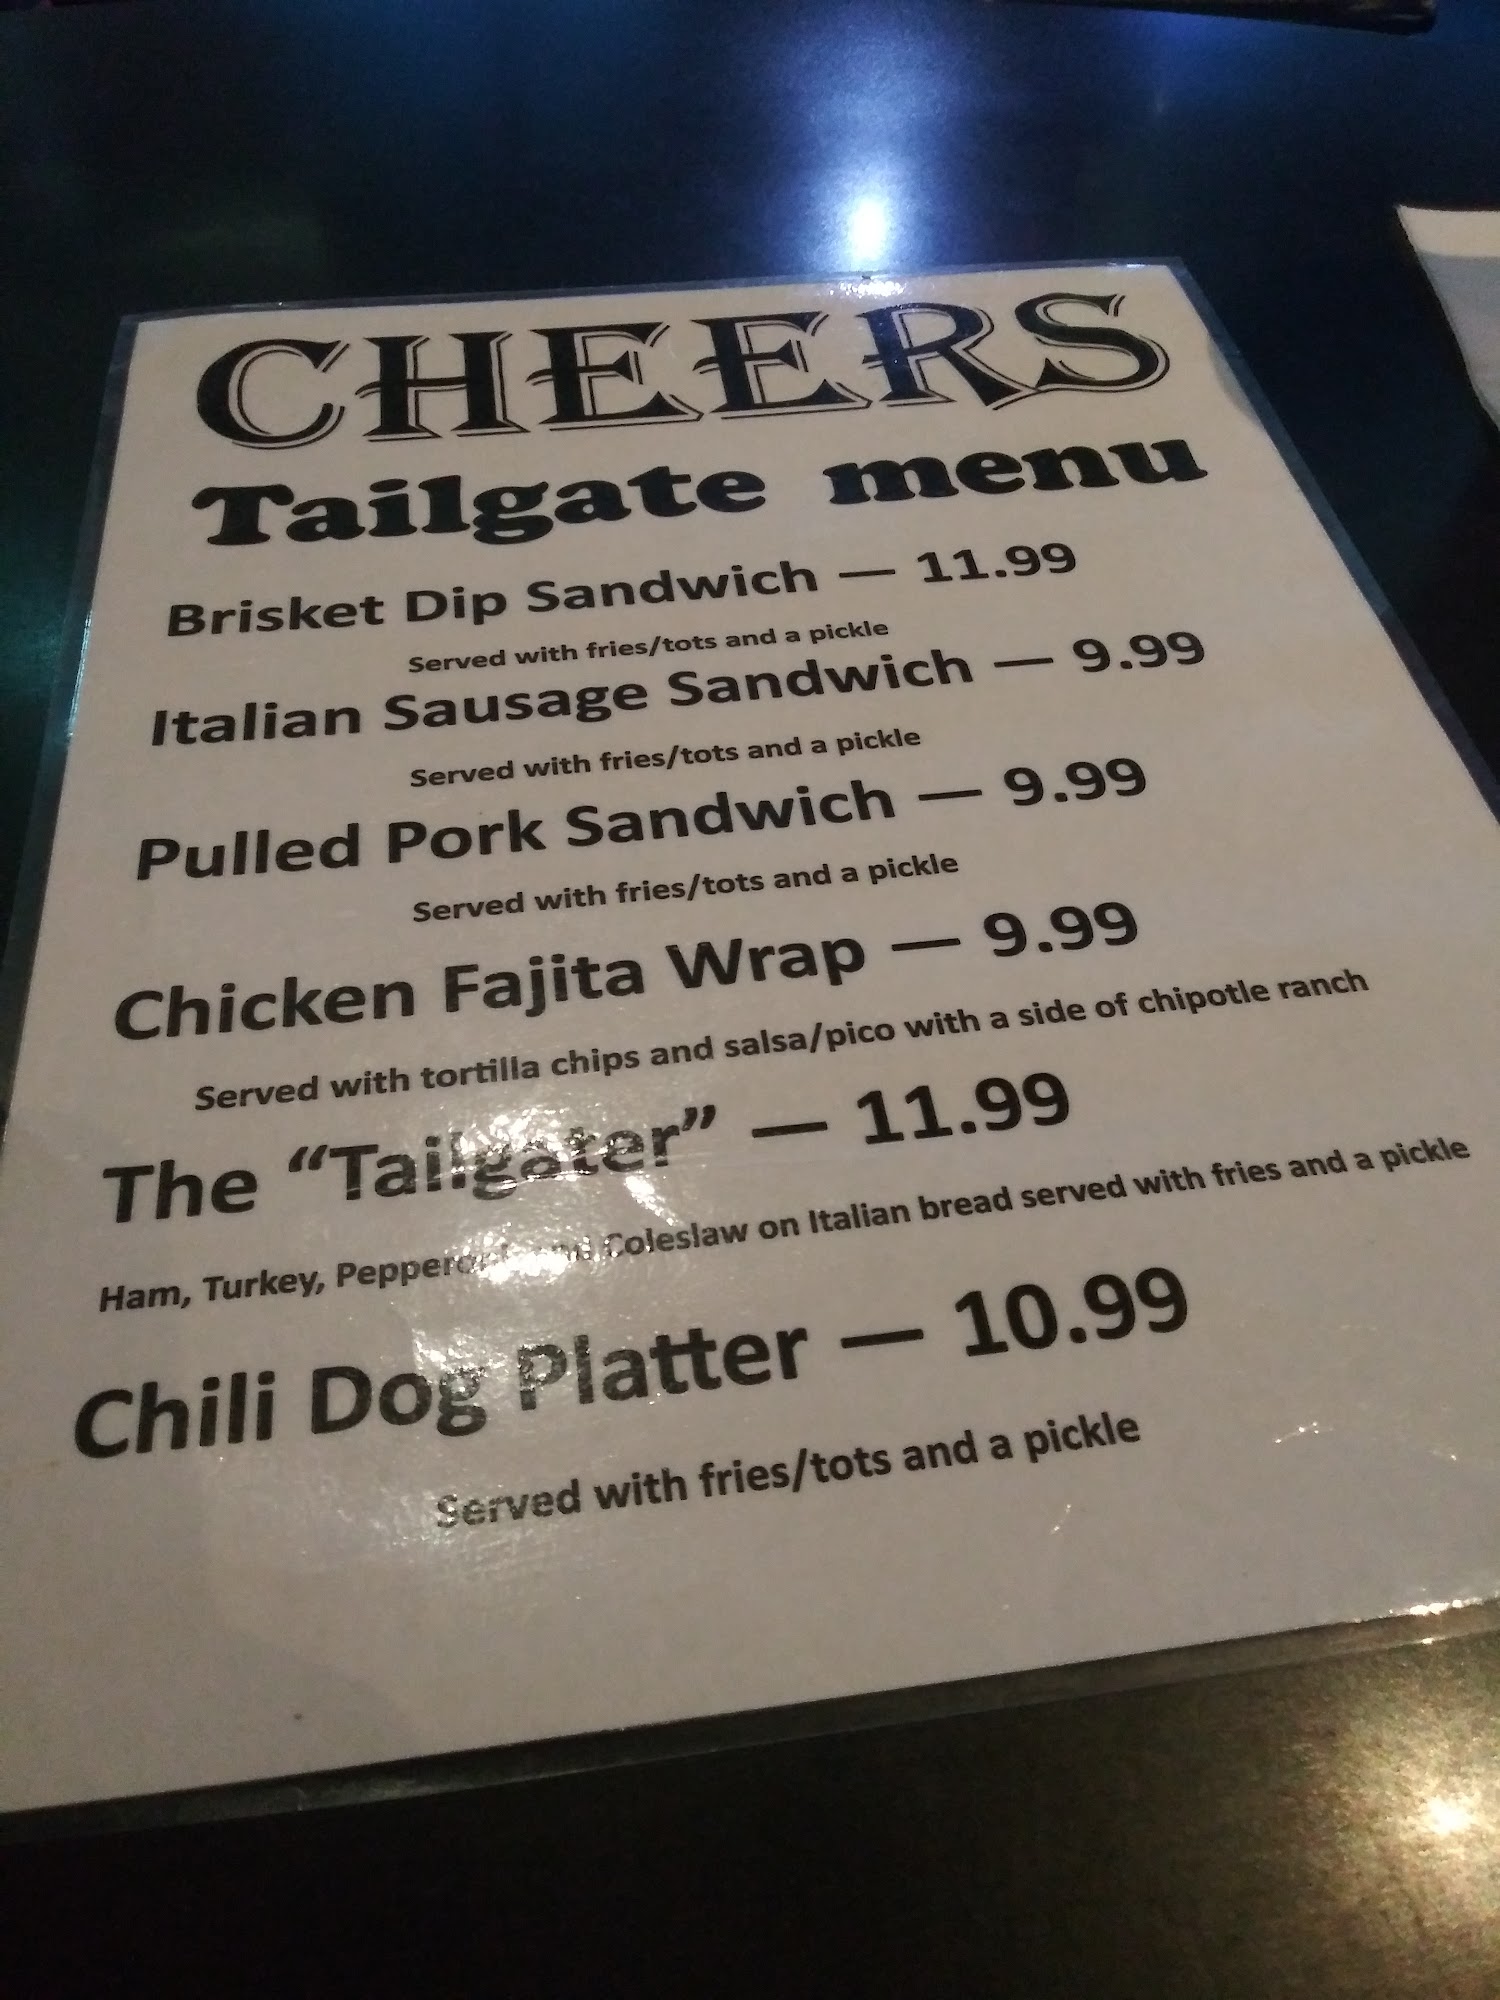 CHEERS
Tailgate menu
Brisket Dip Sandwich — 11.99
Served with fries/tots and a pickle
Italian Sausage Sandwich — 9.99
Served with fries/tots and a pickle
Pulled Pork Sandwich — 9.99
Served with fries/tots and a pickle
Chicken Fajita Wrap — 9.99
Served with tortilla chips and salsa/pico with a side of chipotle ranch
The “Tailgater” — 11.99
Ham, Turkey, Coleslaw on Italian bread served with fries and a pickle
Chili Dog Platter — 10.99
Served with fries/tots and a pickle